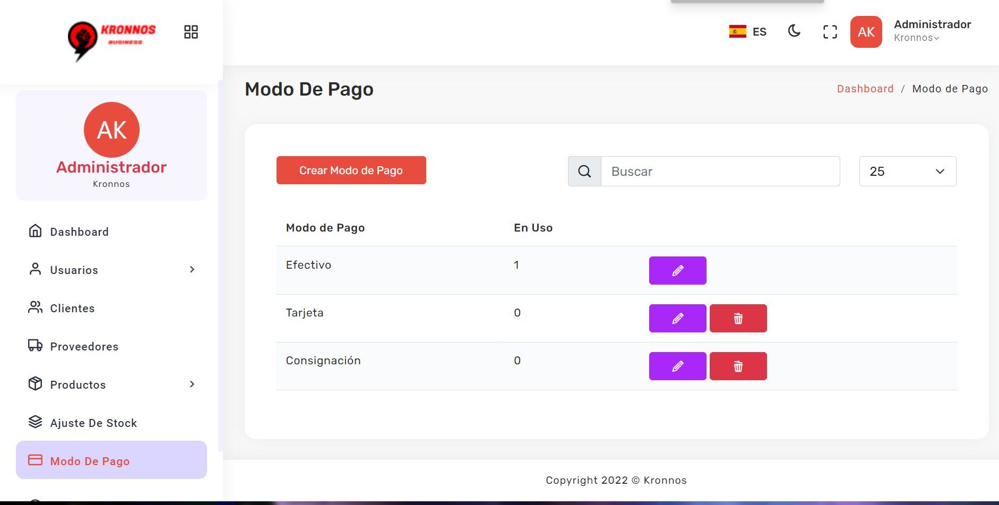 KRONNOS
BUSINESS
ES
AK
Administrador
Kronnos
AK
Administrador
Kronnos
Dashboard
Usuarios
Clientes
Proveedores
Productos
Ajuste De Stock
Modo De Pago
Modo De Pago
Dashboard / Modo de Pago
Crear Modo de Pago
Buscar
25
Modo de Pago En Uso
Efectivo 1
Tarjeta 0
Consignación 0
Copyright 2022 © Kronnos